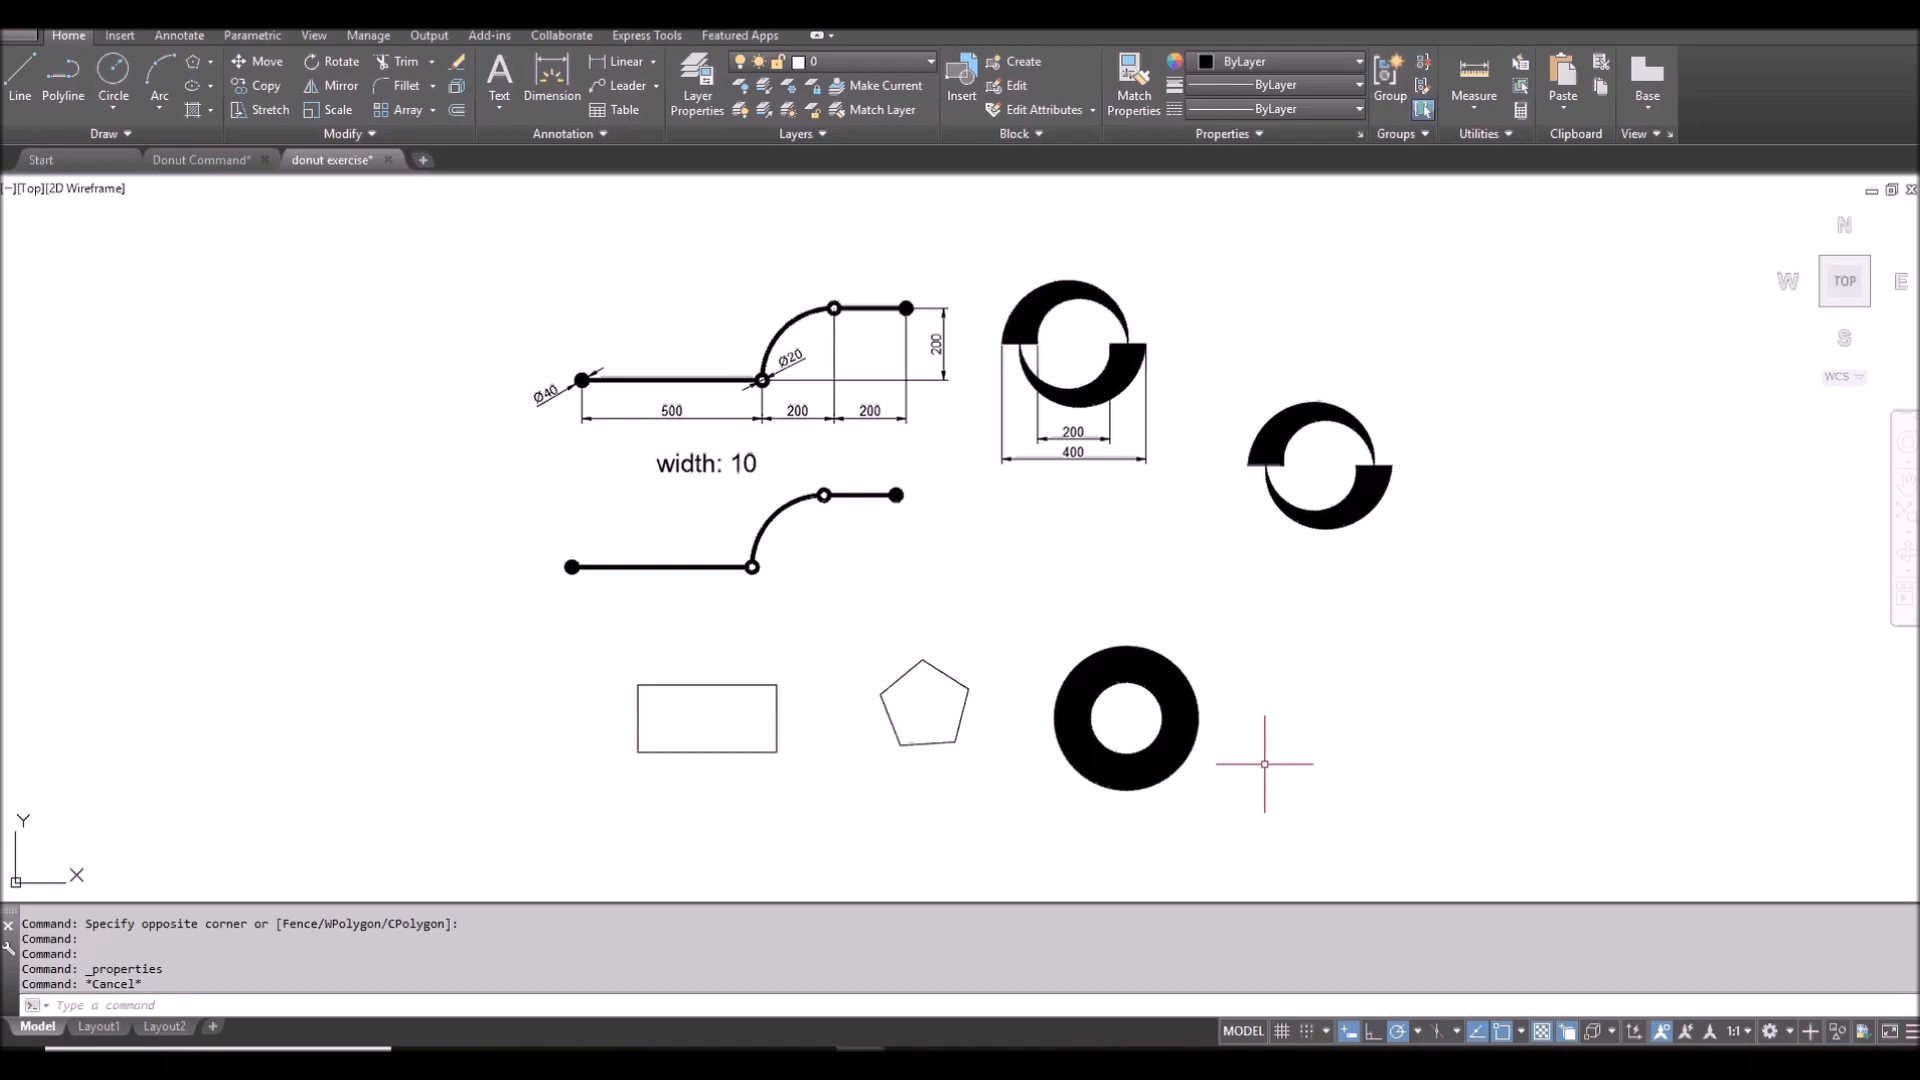 Home Insert Annotate Parametric View Manage Output Add-ins Collaborate Express Tools Featured Apps
Line Polyline Circle Arc
Move Rotate Trim
Copy Mirror Fillet
Stretch Scale Array
Text Dimension
Linear
Leader
Table
Layer Properties
0
Make Current
Match Layer
Insert
Create
Edit
Edit Attributes
Match Properties
ByLayer
ByLayer
ByLayer
Group Measure Paste Base
Draw Modify Annotation Layers Block Properties Groups Utilities Clipboard View
Start Donut Command* donut exercise*
[−][Top][2D Wireframe]
N
W TOP E
S
WCS
200
Ø20
Ø40
500 200 200
200
400
width: 10
Y
X
Command: Specify opposite corner or [Fence/WPolygon/CPolygon]:
Command:
Command:
Command: _properties
Command: *Cancel*
Type a command
Model Layout1 Layout2
MODEL 1:1